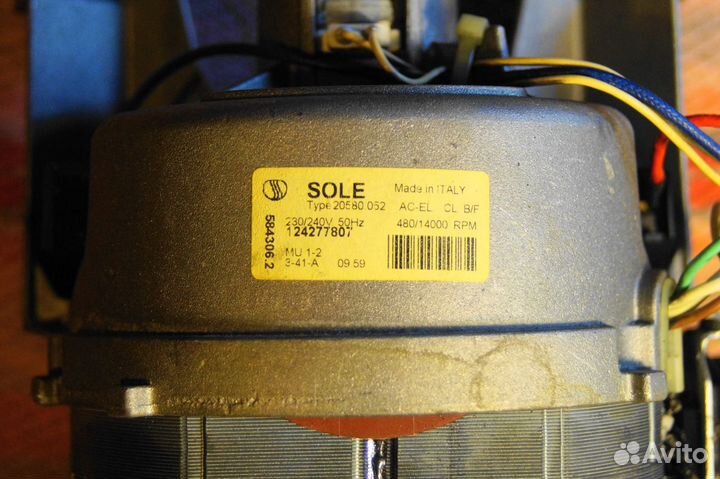 SOLE Made in ITALY
Type 20580.052 AC-EL CL B/F
230/240V 50Hz 480/14000 RPM
124277807
MU 1-2
3-41-A 09 59
584306.2
Avito